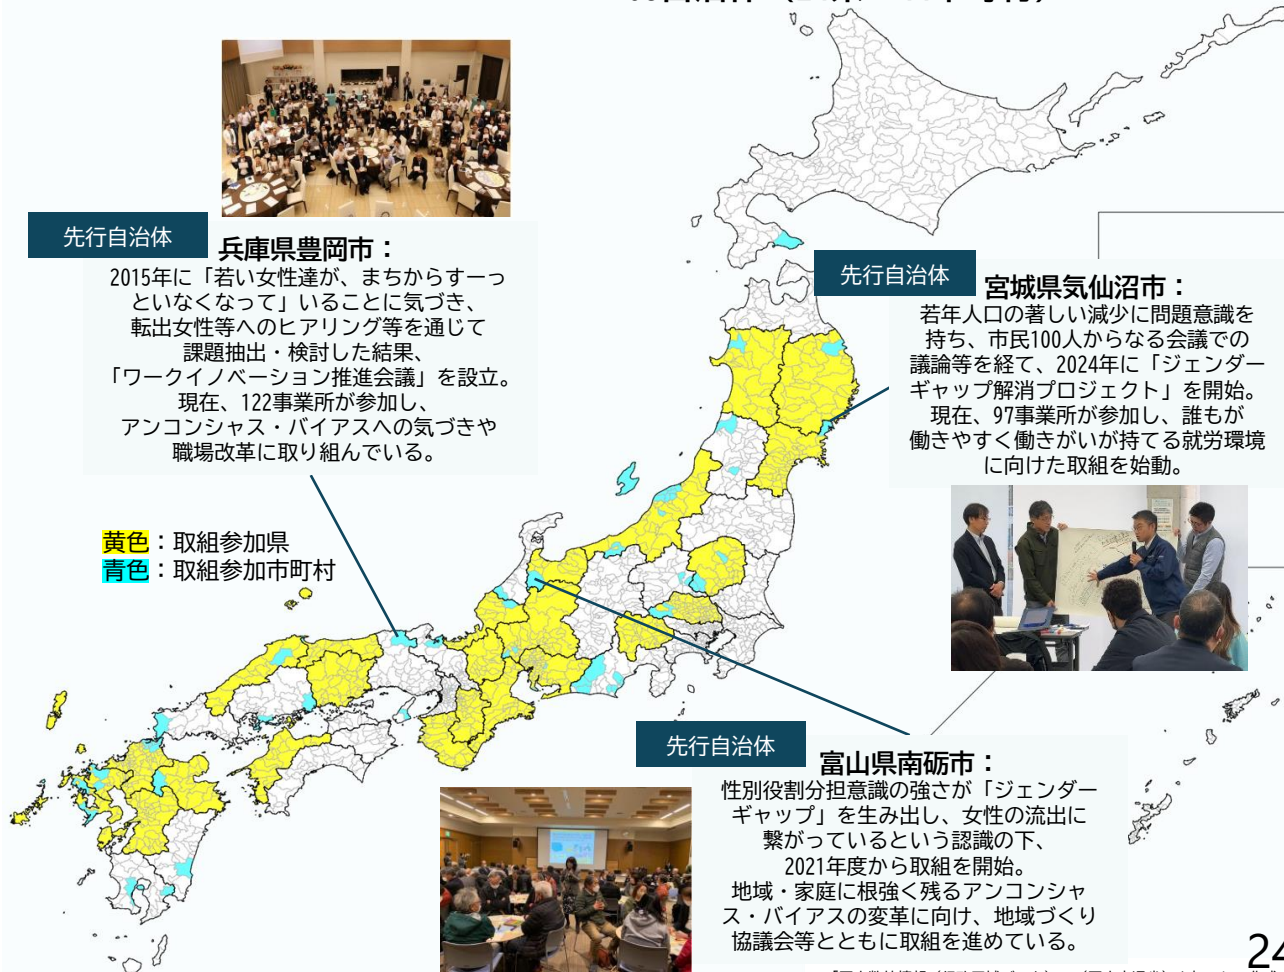 先行自治体
兵庫県豊岡市：
2015年に「若い女性達が、まちからすーっ
といなくなって」いることに気づき、
転出女性等へのヒアリング等を通じて
課題抽出・検討した結果、
「ワークイノベーション推進会議」を設立。
現在、122事業所が参加し、
アンコンシャス・バイアスへの気づきや
職場改革に取り組んでいる。
先行自治体
宮城県気仙沼市：
若年人口の著しい減少に問題意識を
持ち、市民100人からなる会議での
議論等を経て、2024年に「ジェンダー
ギャップ解消プロジェクト」を開始。
現在、97事業所が参加し、誰もが
働きやすく働きがいが持てる就労環境
に向けた取組を始動。
黄色：取組参加県
青色：取組参加市町村
先行自治体
富山県南砺市：
性別役割分担意識の強さが「ジェンダー
ギャップ」を生み出し、女性の流出に
繋がっているという認識の下、
2021年度から取組を開始。
地域・家庭に根強く残るアンコンシャ
ス・バイアスの変革に向け、地域づくり
協議会等とともに取組を進めている。
24